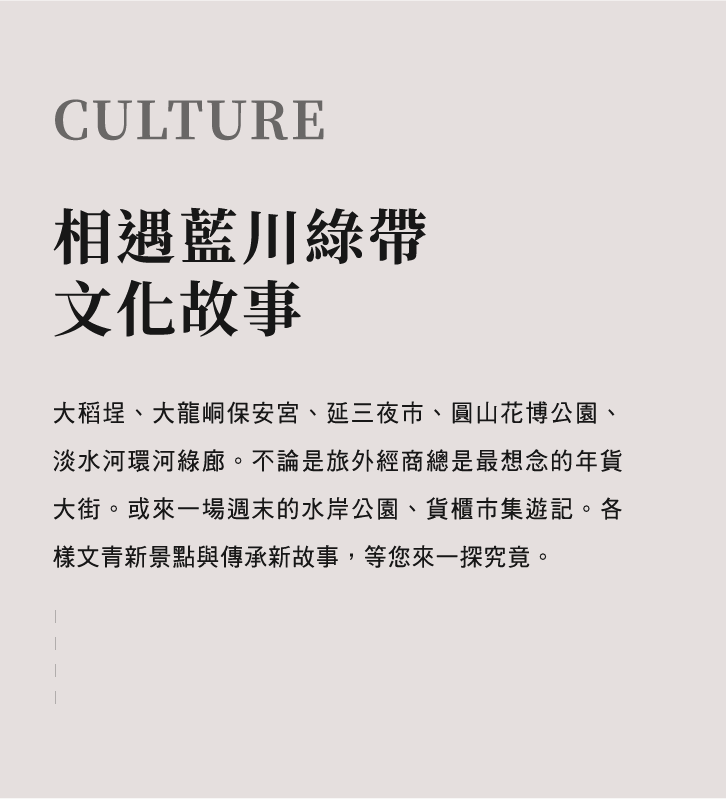 CULTURE
相遇藍川綠帶
文化故事
大稻埕、大龍峒保安宮、延三夜市、圓山花博公園、
淡水河環河綠廊。不論是旅外經商總是最想念的年貨
大街。或來一場週末的水岸公園、貨櫃市集遊記。各
樣文青新景點與傳承新故事，等您來一探究竟。